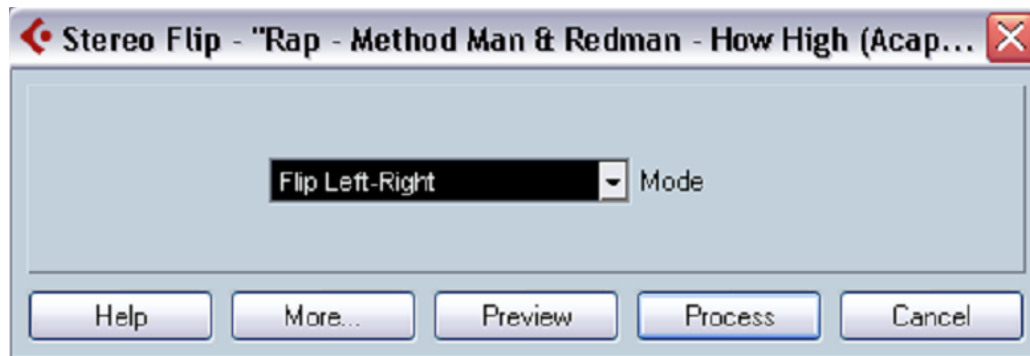 Stereo Flip - "Rap - Method Man & Redman - How High (Acap...
Flip Left-Right Mode
Help More... Preview Process Cancel